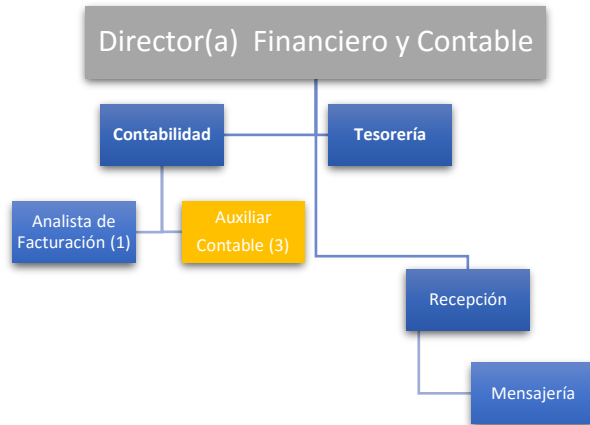 Director(a) Financiero y Contable
Contabilidad
Tesorería
Analista de
Facturación (1)
Auxiliar
Contable (3)
Recepción
Mensajería